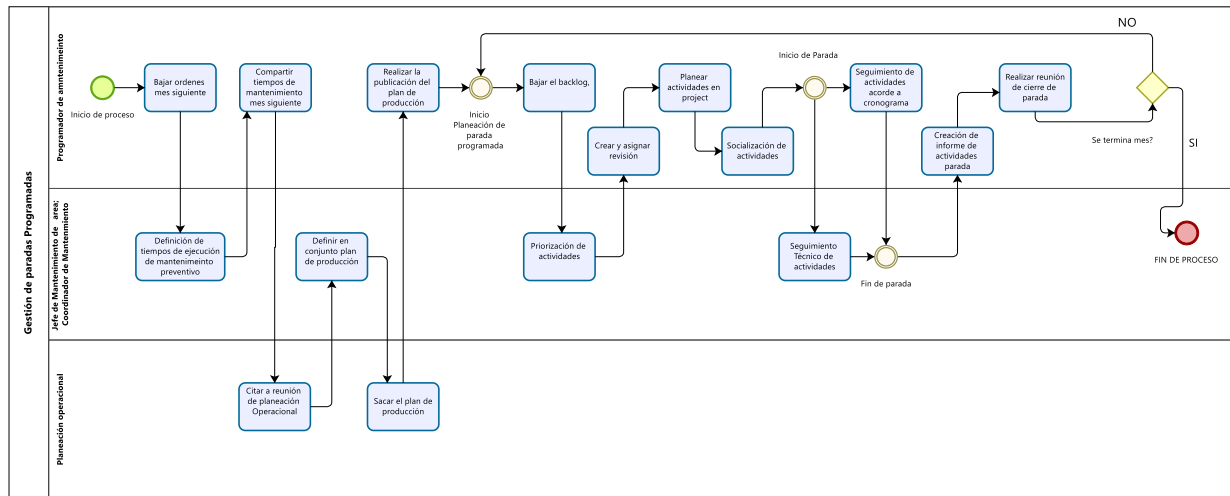 Gestión de paradas Programadas
Programador de amntenimeinto
Inicio de proceso
Bajar ordenes
mes siguiente
Compartir
tiempos de
mantenimiento
mes siguiente
Realizar la
publicación del
plan de
producción
Inicio
Planeación de
parada
programada
Bajar el backlog,
Crear y asignar
revisión
Planear
actividades en
project
Socialización de
actividades
Inicio de Parada
Seguimiento de
actividades
acorde a
cronograma
Creación de
informe de
actividades
parada
Realizar reunión
de cierre de
parada
NO
Se termina mes?
SI
Jefe de Mantenimiento de area;
Coordinador de Mantenmiento
Definición de
tiempos de ejecución
de mantenimeinto
preventivo
Definir en
conjunto plan
de producción
Priorización de
actividades
Seguimiento
Técnico de
actividades
Fin de parada
FIN DE PROCESO
Planeación operacional
Citar a reunión
de planeación
Operacional
Sacar el plan de
producción